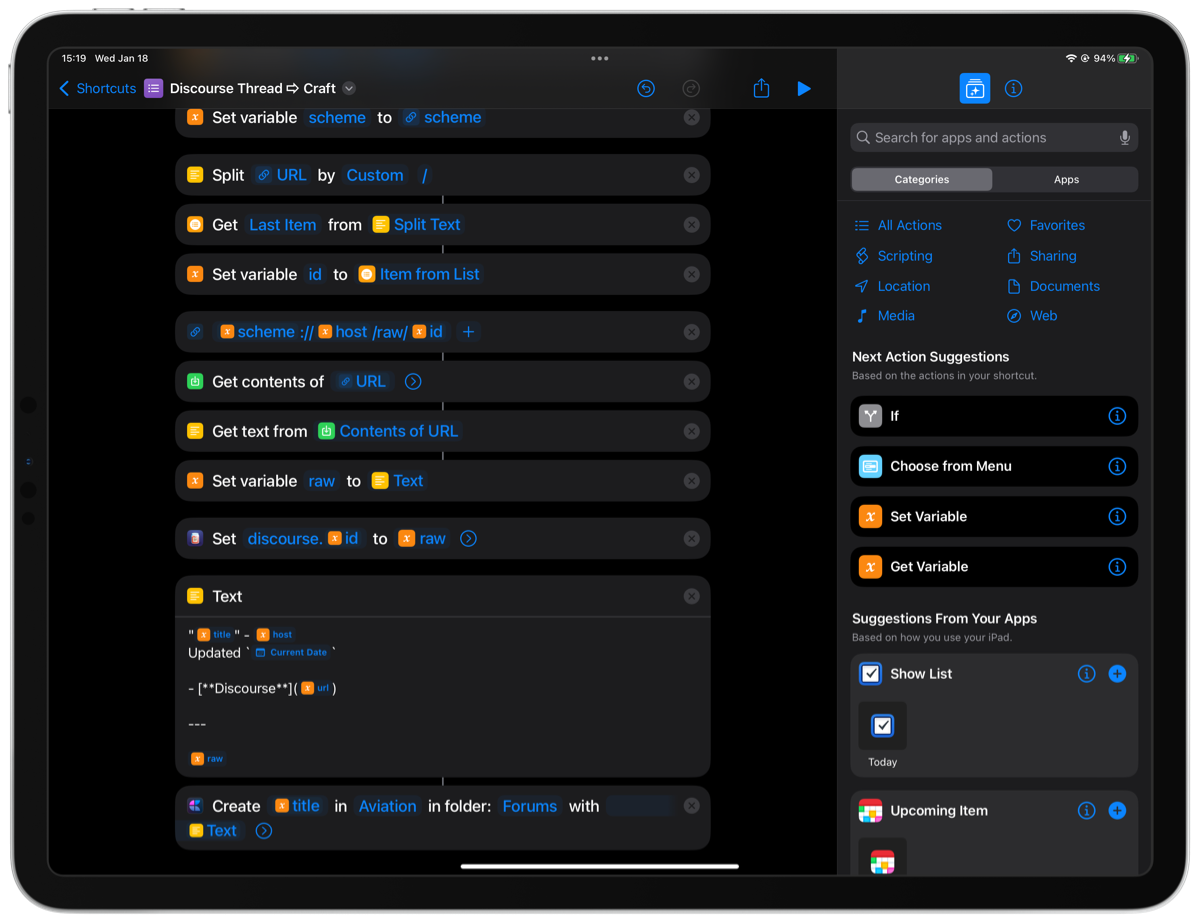 15:19 Wed Jan 18
94%
Shortcuts
Discourse Thread ⇨ Craft
Set variable scheme to scheme
Split URL by Custom /
Get Last Item from Split Text
Set variable id to Item from List
scheme :// host /raw/ id +
Get contents of URL
Get text from Contents of URL
Set variable raw to Text
Set discourse. id to raw
Text
" title " – host
Updated ` Current Date `
- [**Discourse**]( url )
---
raw
Create title in Aviation in folder: Forums with
Text
Search for apps and actions
Categories
Apps
All Actions
Favorites
Scripting
Sharing
Location
Documents
Media
Web
Next Action Suggestions
Based on the actions in your shortcut.
If
Choose from Menu
Set Variable
Get Variable
Suggestions From Your Apps
Based on how you use your iPad.
Show List
Today
Upcoming Item